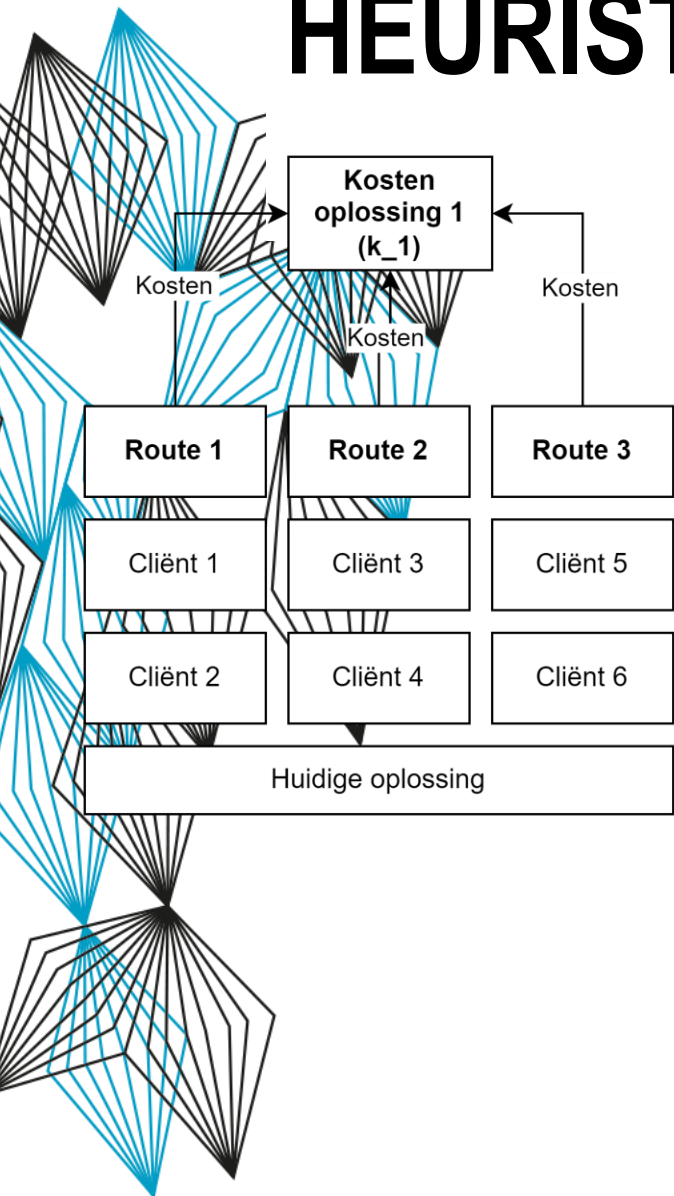 HEURIST
Kosten
oplossing 1
(k_1)
Kosten
Kosten
Kosten
Route 1
Route 2
Route 3
Cliënt 1
Cliënt 3
Cliënt 5
Cliënt 2
Cliënt 4
Cliënt 6
Huidige oplossing